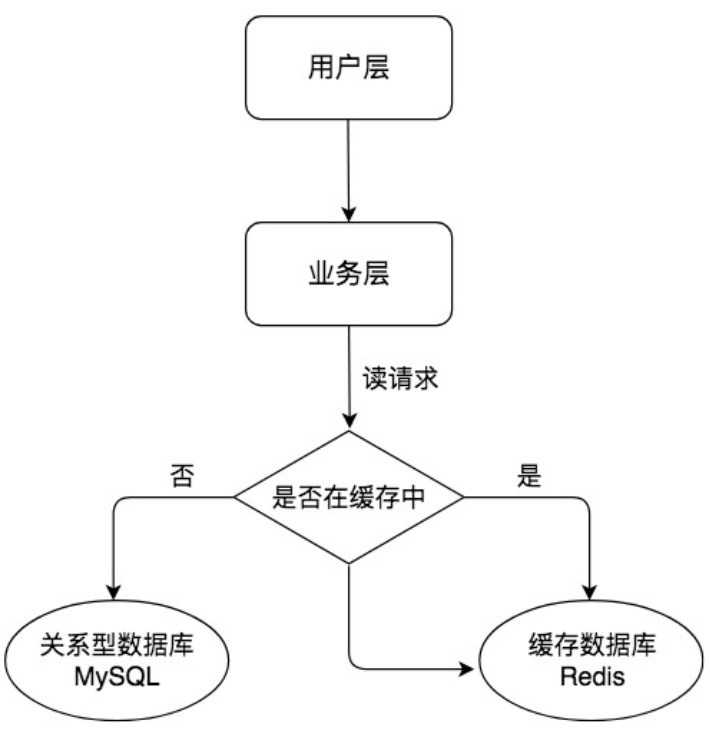 用户层
业务层
读请求
否
是
是否在缓存中
关系型数据库
MySQL
缓存数据库
Redis